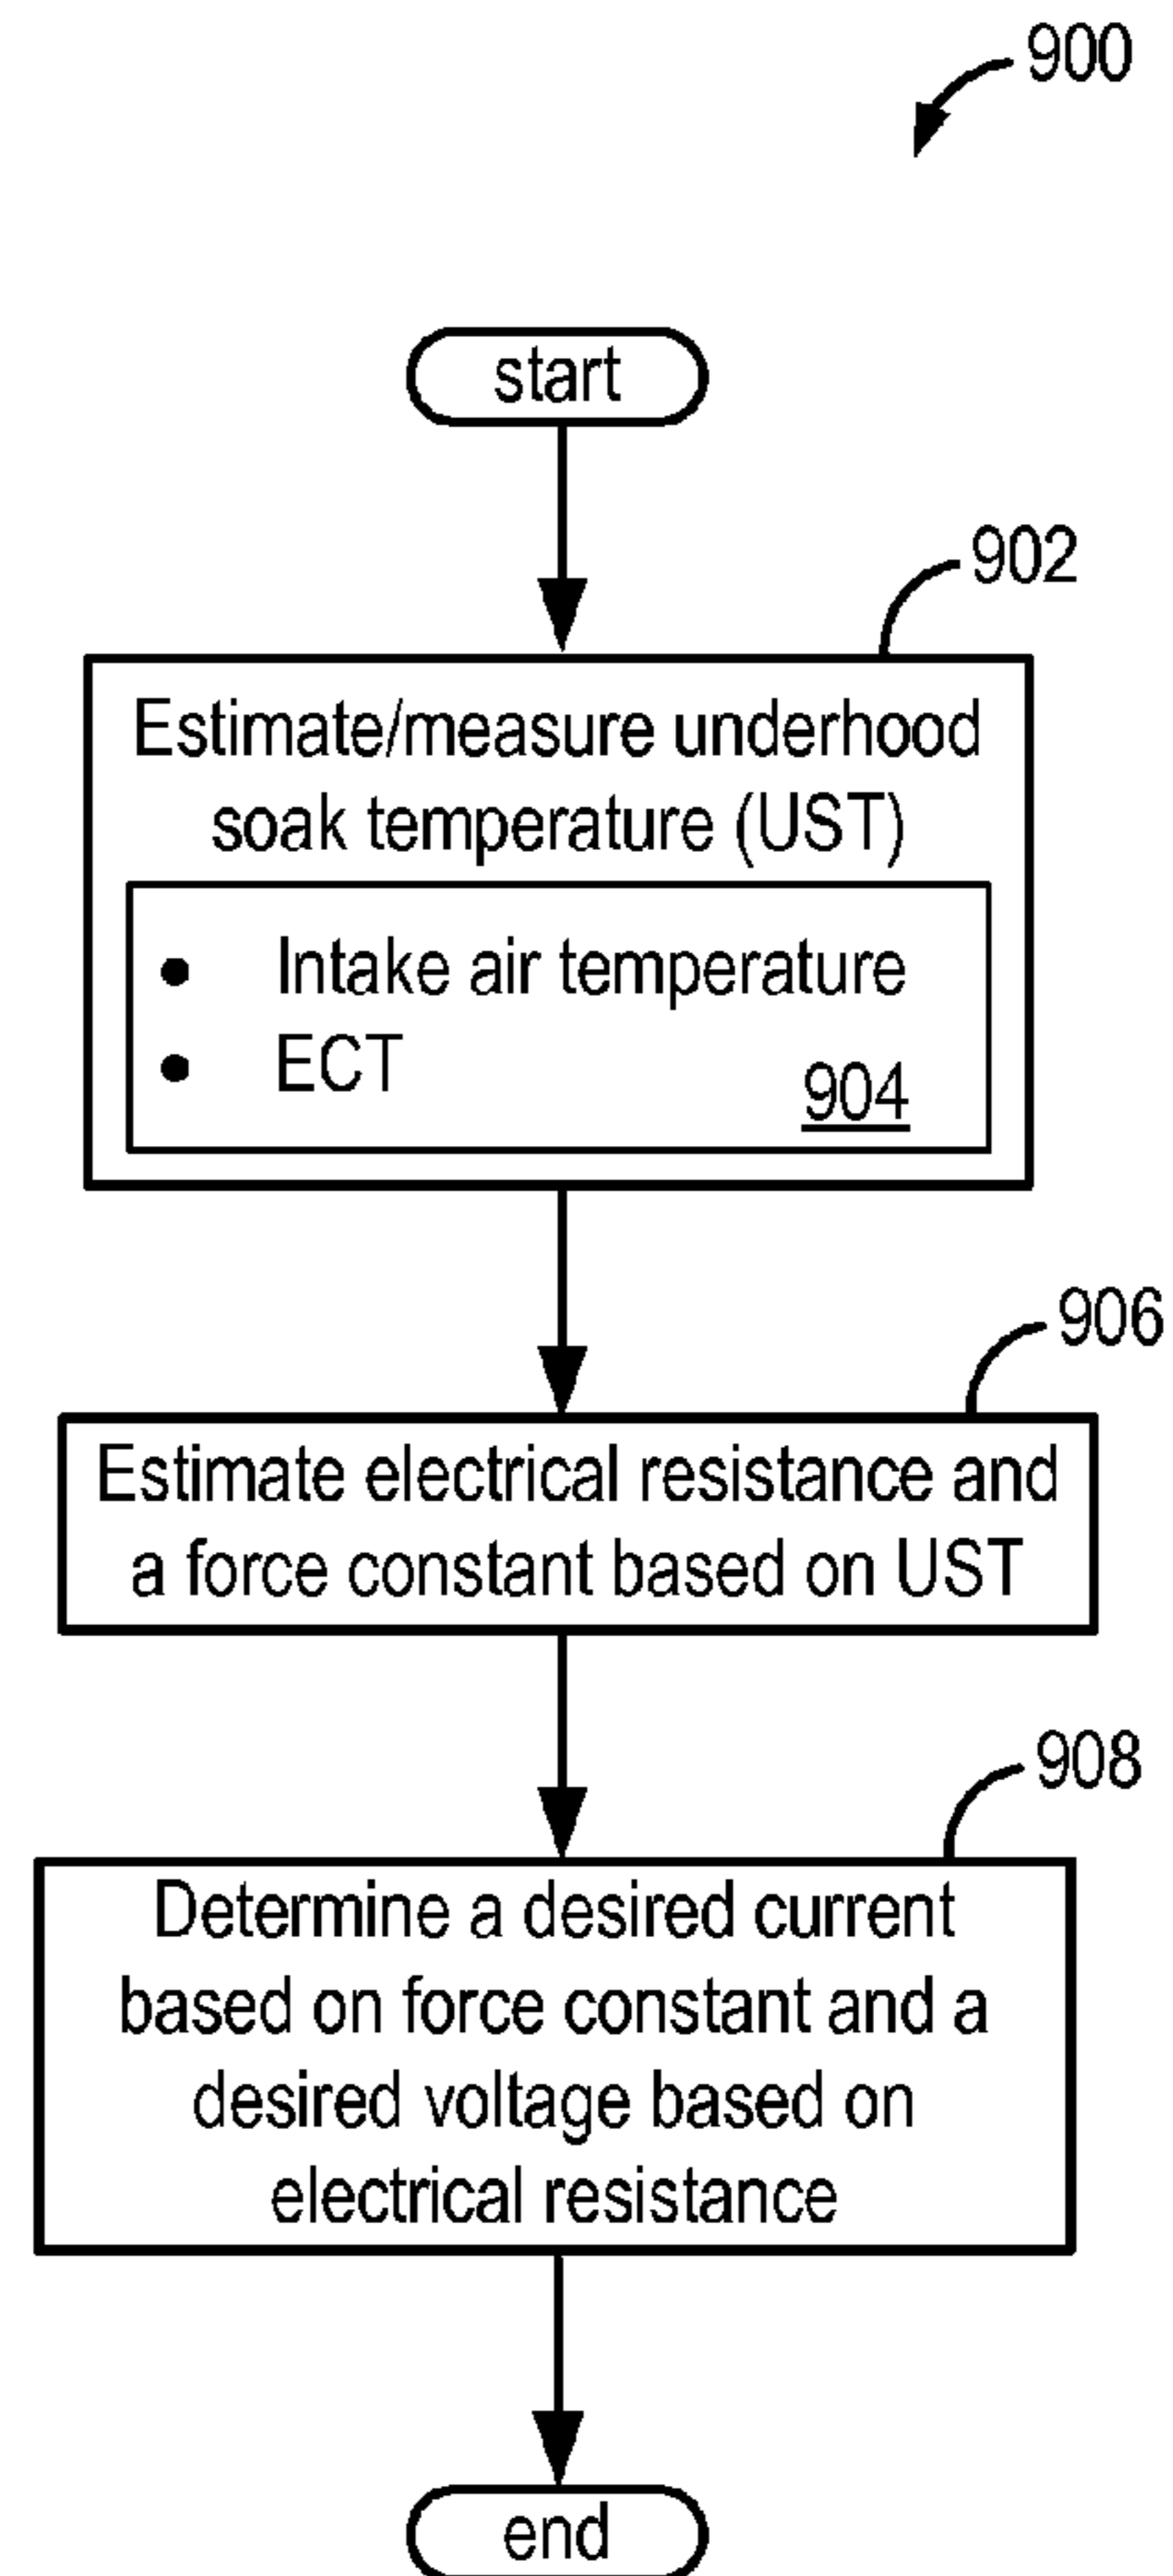 900
start
902
Estimate/measure underhood
soak temperature (UST)
• Intake air temperature
• ECT
904
906
Estimate electrical resistance and
a force constant based on UST
908
Determine a desired current
based on force constant and a
desired voltage based on
electrical resistance
end